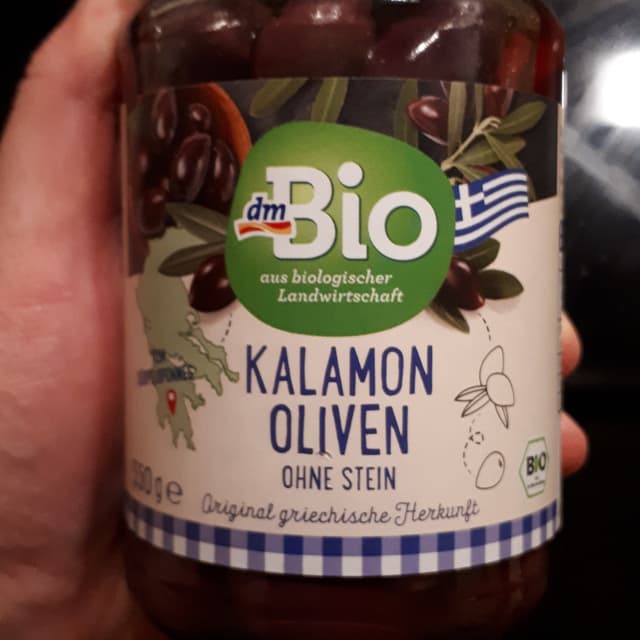 dm
Bio
aus biologischer
Landwirtschaft
KALAMON
OLIVEN
OHNE STEIN
Original griechische Herkunft
BIO